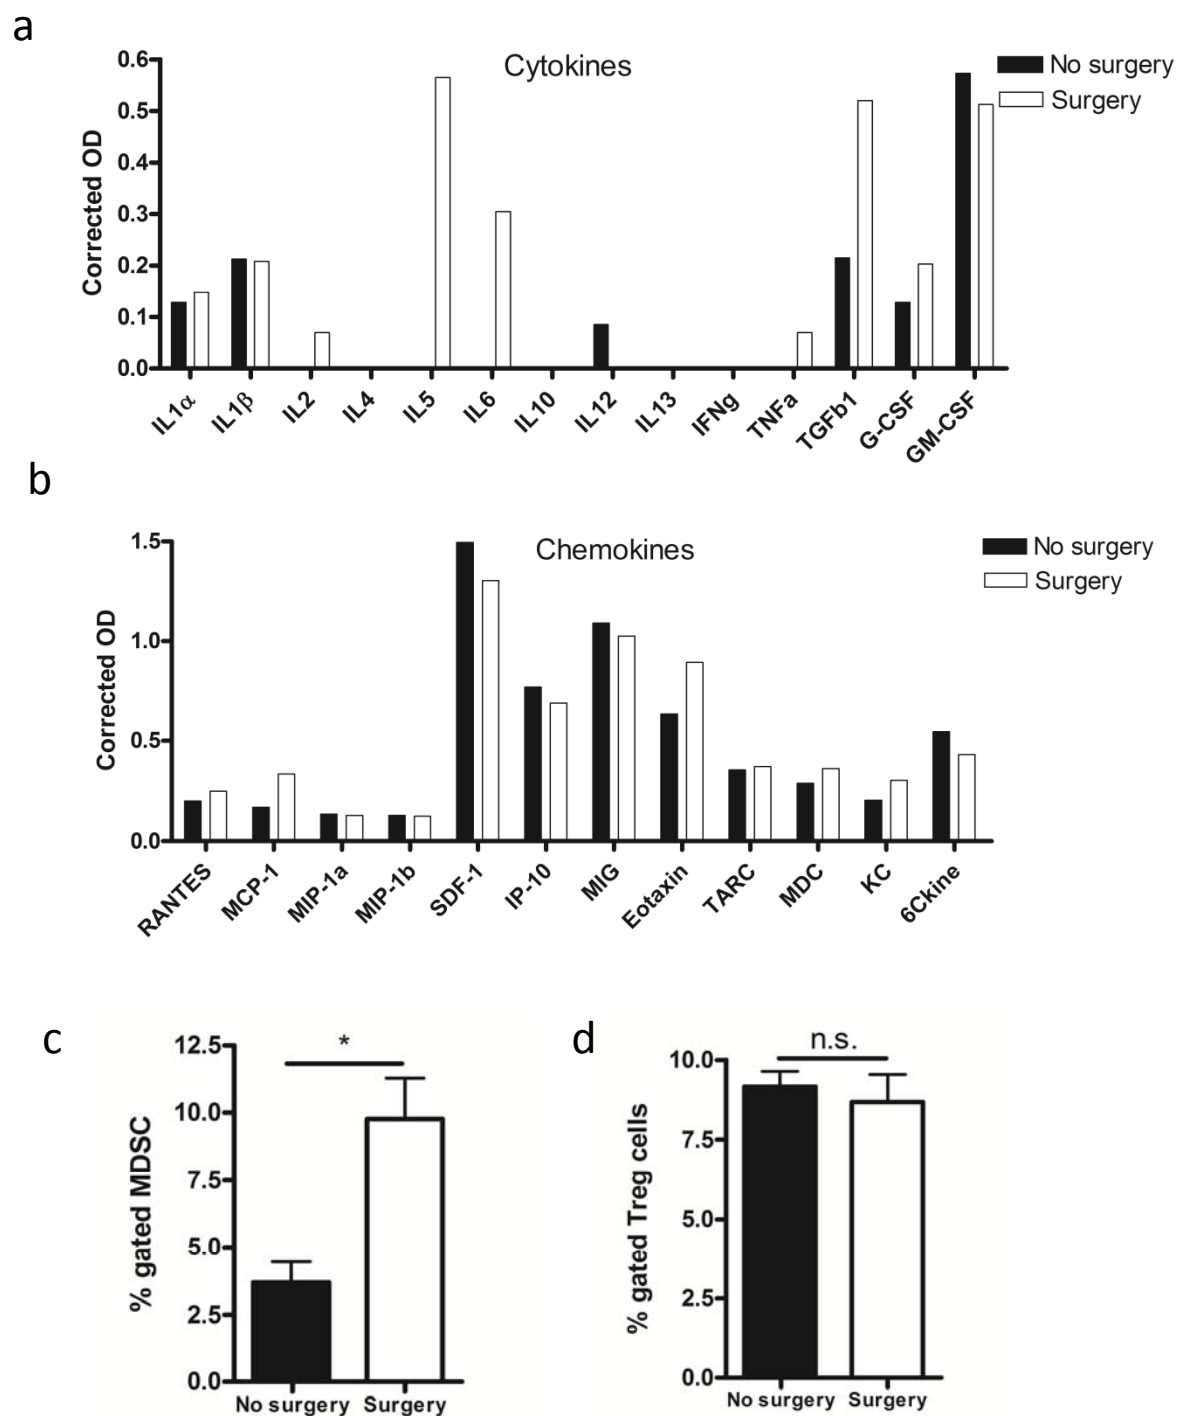 a
Cytokines
No surgery
Surgery
Corrected OD
0.6
0.5
0.4
0.3
0.2
0.1
0.0
IL1α
IL1β
IL2
IL4
IL5
IL6
IL10
IL12
IL13
IFNg
TNFa
TGFb1
G-CSF
GM-CSF
b
Chemokines
No surgery
Surgery
Corrected OD
1.5
1.0
0.5
0.0
RANTES
MCP-1
MIP-1a
MIP-1b
SDF-1
IP-10
MIG
Eotaxin
TARC
MDC
KC
6Ckine
c
*
% gated MDSC
12.5
10.0
7.5
5.0
2.5
0.0
No surgery
Surgery
d
n.s.
% gated Treg cells
10.0
7.5
5.0
2.5
0.0
No surgery
Surgery